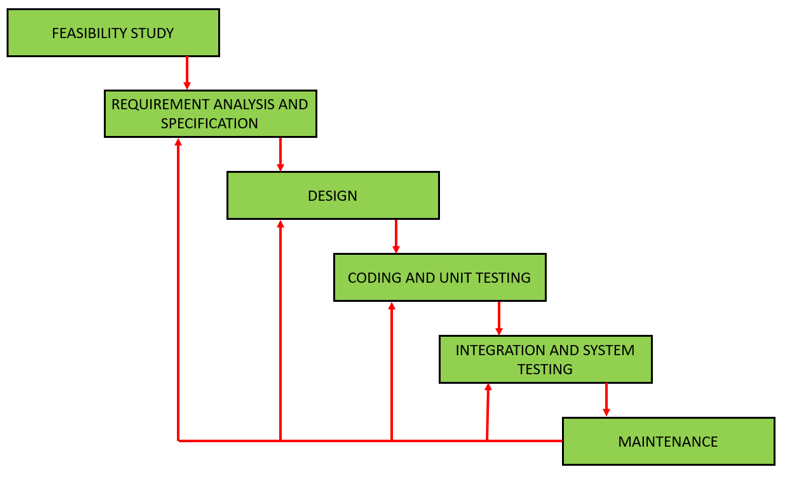 FEASIBILITY STUDY
REQUIREMENT ANALYSIS AND
SPECIFICATION
DESIGN
CODING AND UNIT TESTING
INTEGRATION AND SYSTEM
TESTING
MAINTENANCE